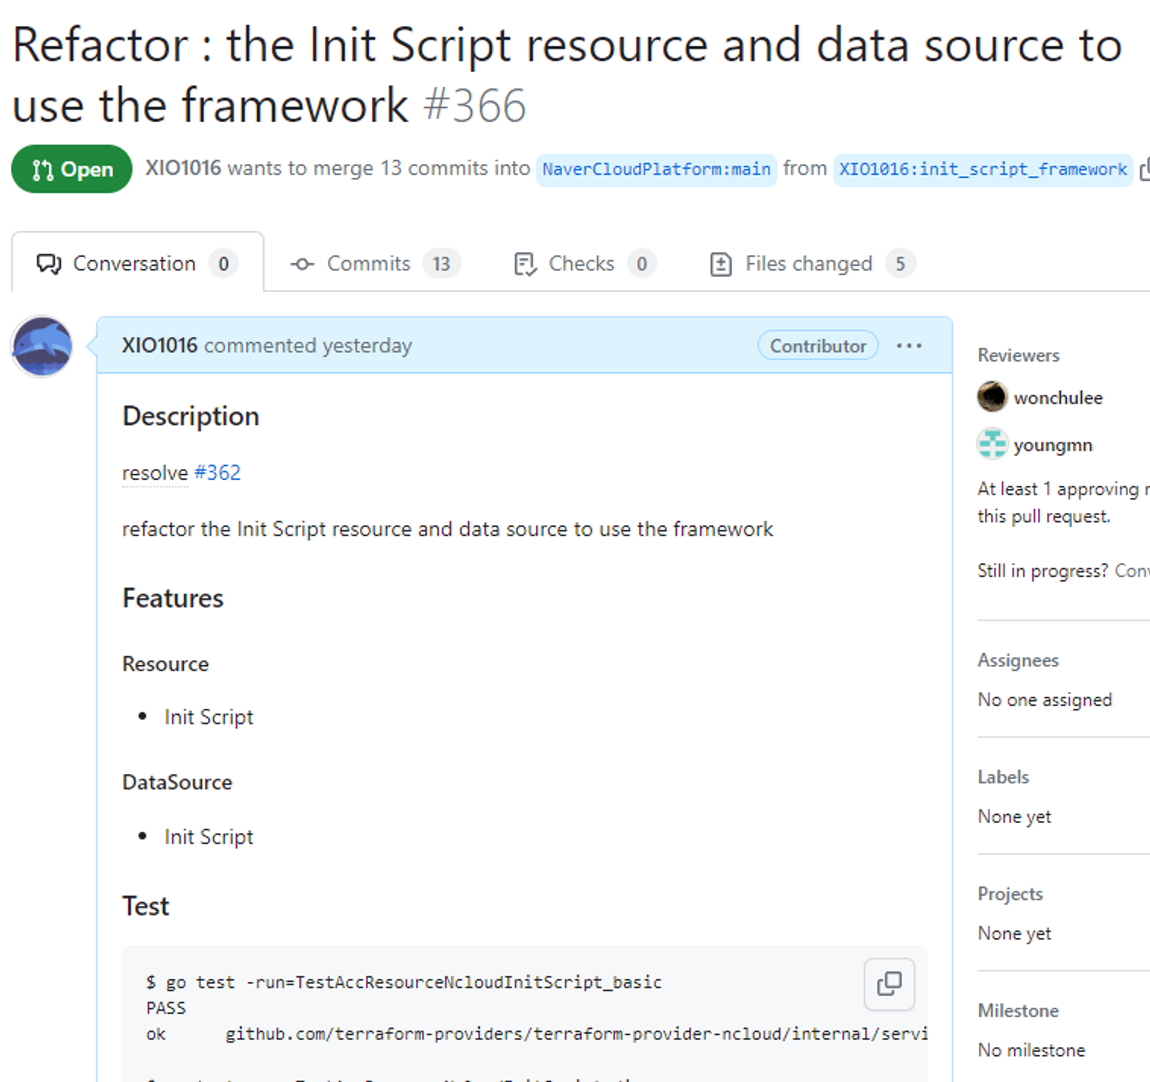 Refactor : the Init Script resource and data source to
use the framework #366
Open XIO1016 wants to merge 13 commits into NaverCloudPlatform:main from XIO1016:init_script_framework
Conversation 0 Commits 13 Checks 0 Files changed 5
XIO1016 commented yesterday Contributor ...
Description
resolve #362
refactor the Init Script resource and data source to use the framework
Features
Resource
• Init Script
DataSource
• Init Script
Test
$ go test -run=TestAccResourceNcloudInitScript_basic
PASS
ok github.com/terraform-providers/terraform-provider-ncloud/internal/servi
Reviewers
wonchulee
youngmn
At least 1 approving
this pull request.
Still in progress? Conv
Assignees
No one assigned
Labels
None yet
Projects
None yet
Milestone
No milestone